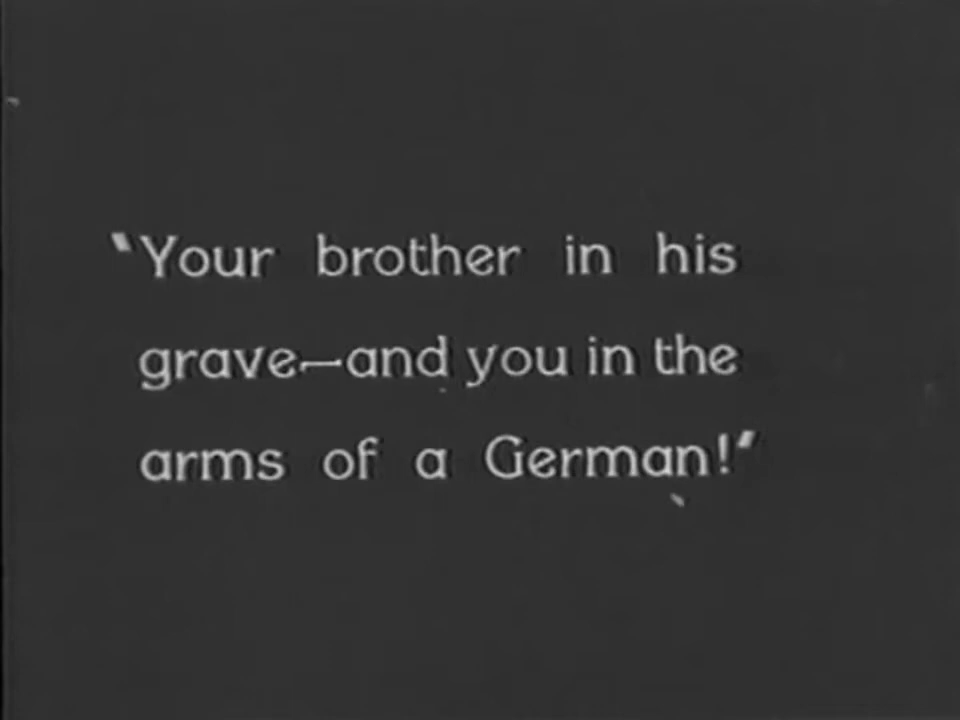 "Your brother in his
grave—and you in the
arms of a German!"